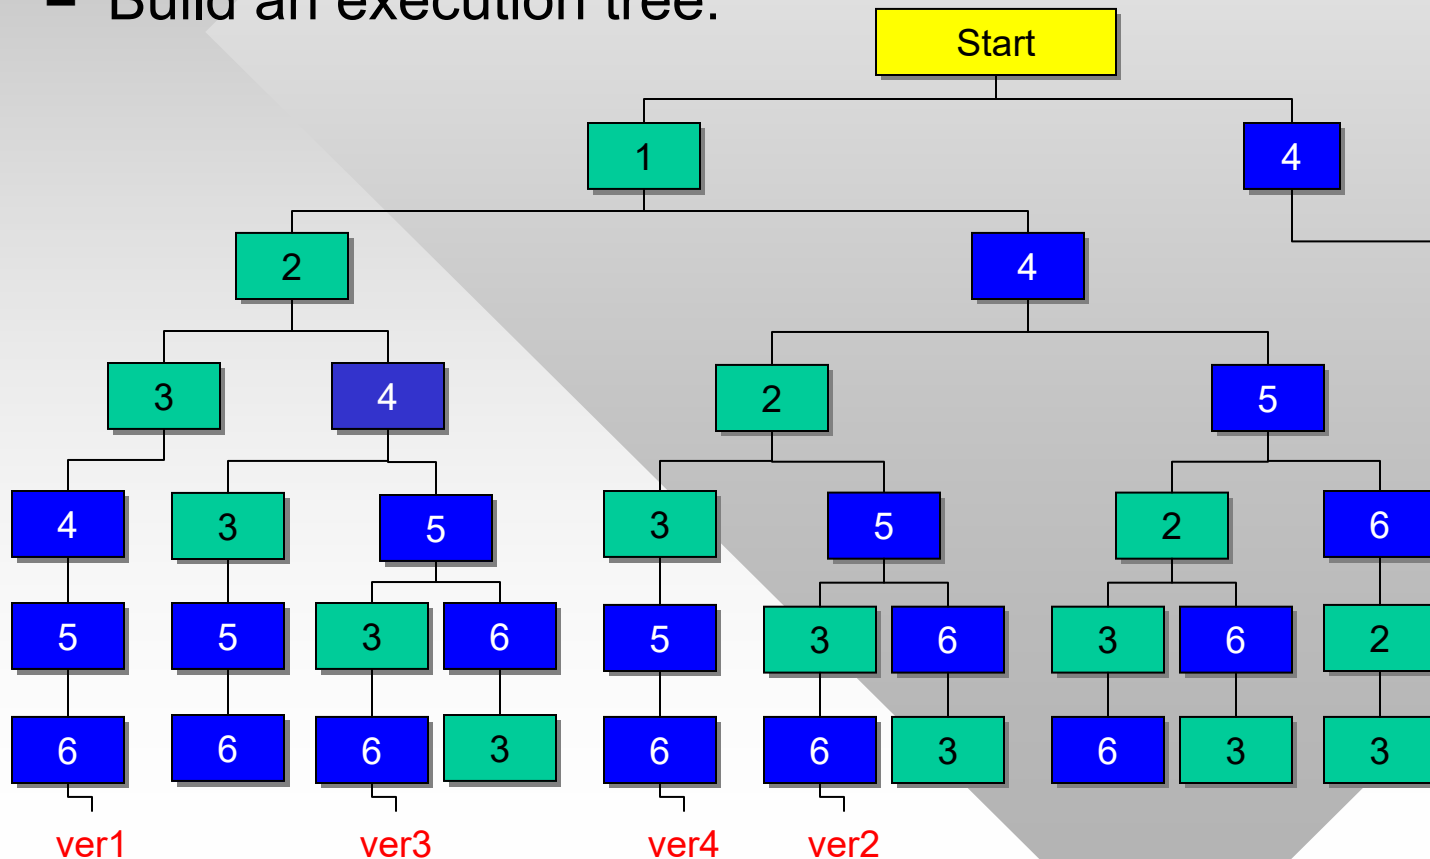 – Build an execution tree:
Start
1 4
2 4
3 4 2 5
4 3 5 3 5 2 6
5 5 3 6 5 3 6 3 6 2
6 6 6 3 6 6 3 6 3 3
ver1 ver3 ver4 ver2